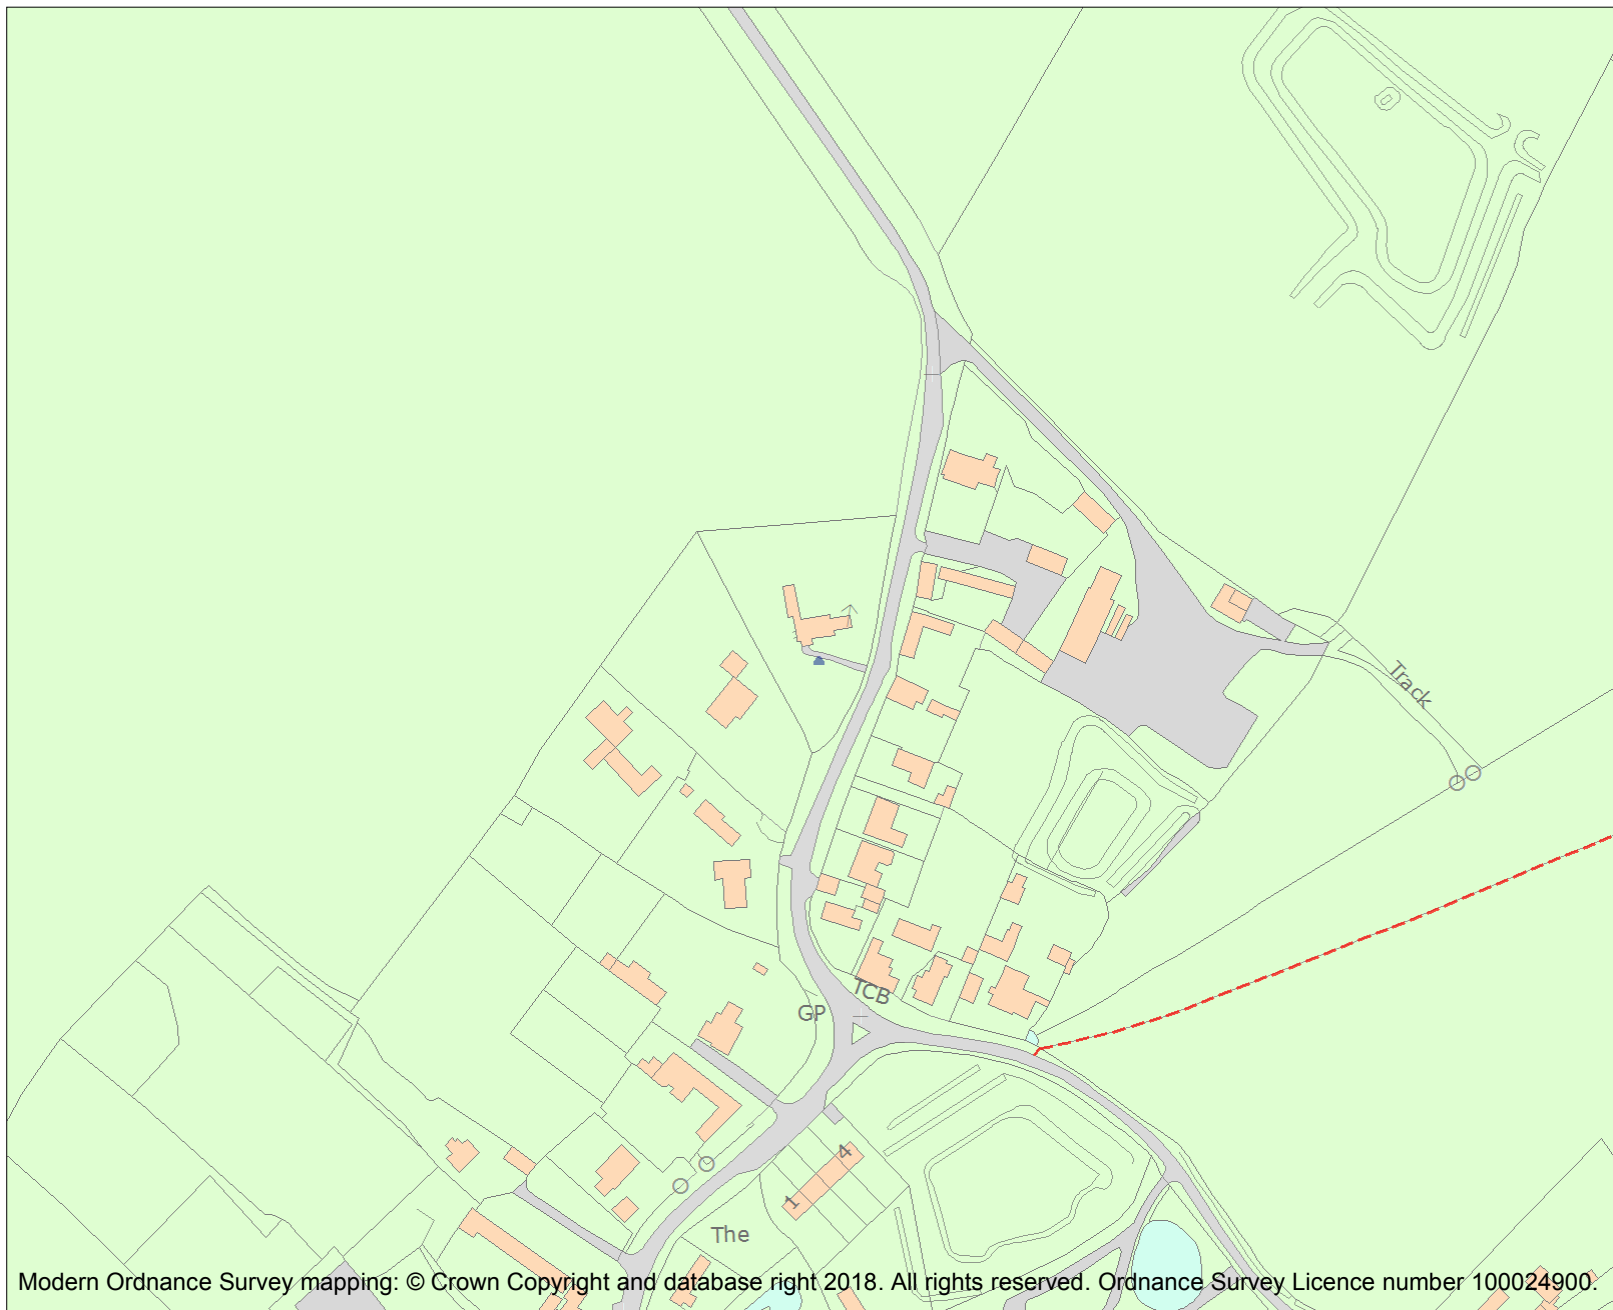 Track
TCB
GP
4
1
The
Modern Ordnance Survey mapping: © Crown Copyright and database right 2018. All rights reserved. Ordnance Survey Licence number 100024900.